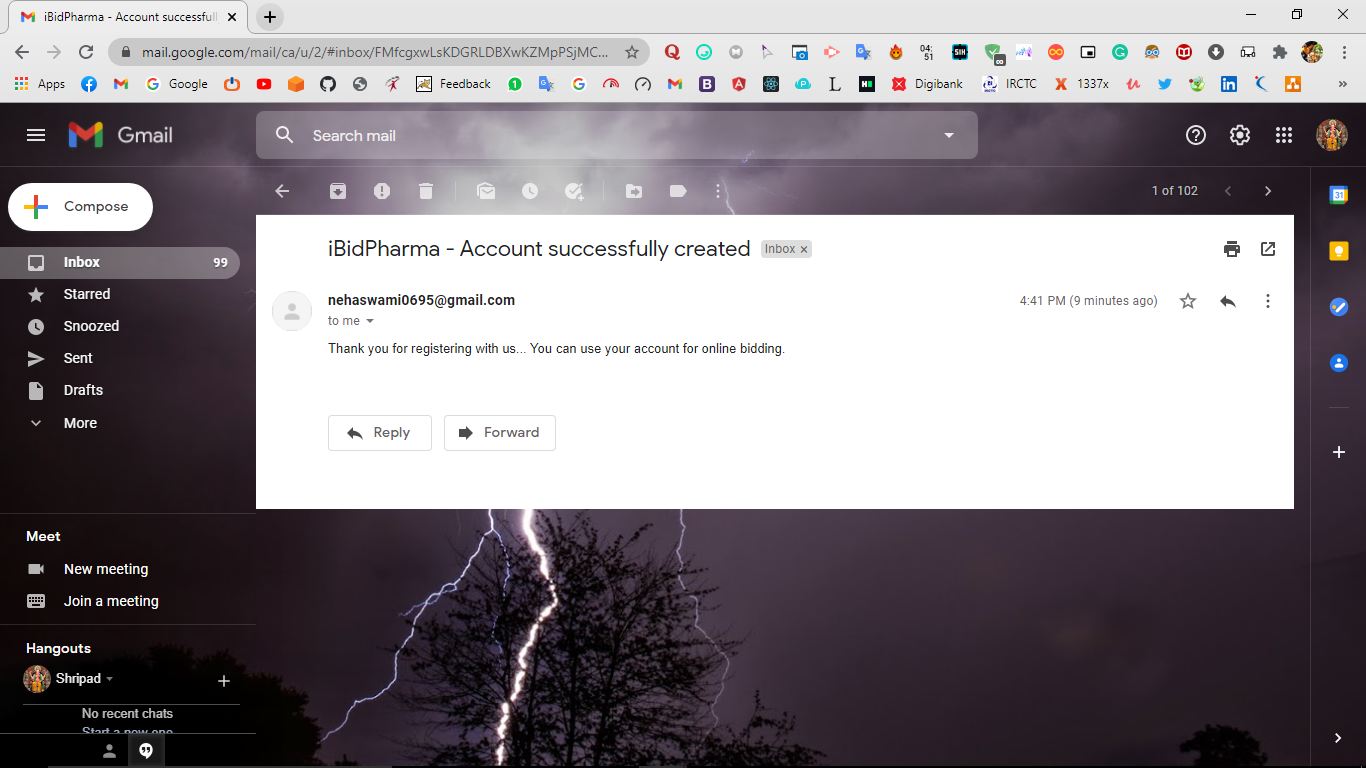 iBidPharma - Account successfull
mail.google.com/mail/ca/u/2/#inbox/FMfcgxwLsKDGRLDBXwKZMpPSjMC...
04:
51
Apps
Google
Feedback
Digibank
IRCTC
1337x
»
Gmail
Search mail
Compose
1 of 102
Inbox 99
Starred
Snoozed
Sent
Drafts
More
iBidPharma - Account successfully created
Inbox ×
nehaswami0695@gmail.com
4:41 PM (9 minutes ago)
to me
Thank you for registering with us... You can use your account for online bidding.
Reply
Forward
Meet
New meeting
Join a meeting
Hangouts
Shripad
No recent chats
Start a new one